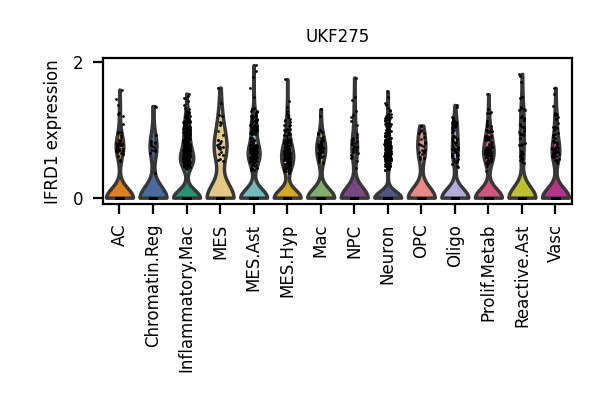 UKF275
IFRD1 expression
2
0
AC
Chromatin.Reg
Inflammatory.Mac
MES
MES.Ast
MES.Hyp
Mac
NPC
Neuron
OPC
Oligo
Prolif.Metab
Reactive.Ast
Vasc